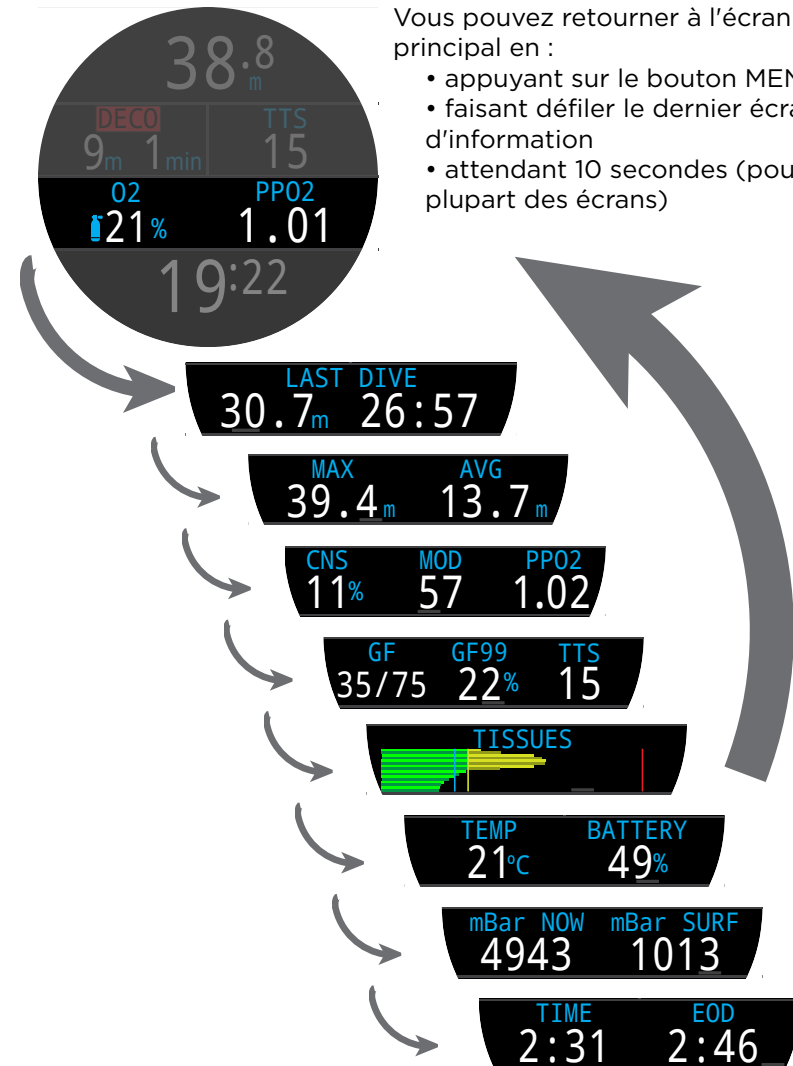 Vous pouvez retourner à l'écran
principal en :
• appuyant sur le bouton
• faisant défiler le dernier
d'information
• attendant 10 secondes
plupart des écrans)
38.8
m
DECO TTS
9m 1min 15
O2 PPO2
21% 1.01
19:22
LAST DIVE
30.7m 26:57
MAX AVG
39.4m 13.7m
CNS MOD PPO2
11% 57 1.02
GF GF99 TTS
35/75 22% 15
TISSUES
TEMP BATTERY
21°C 49%
mBar NOW mBar SURF
4943 1013
TIME EOD
2:31 2:46